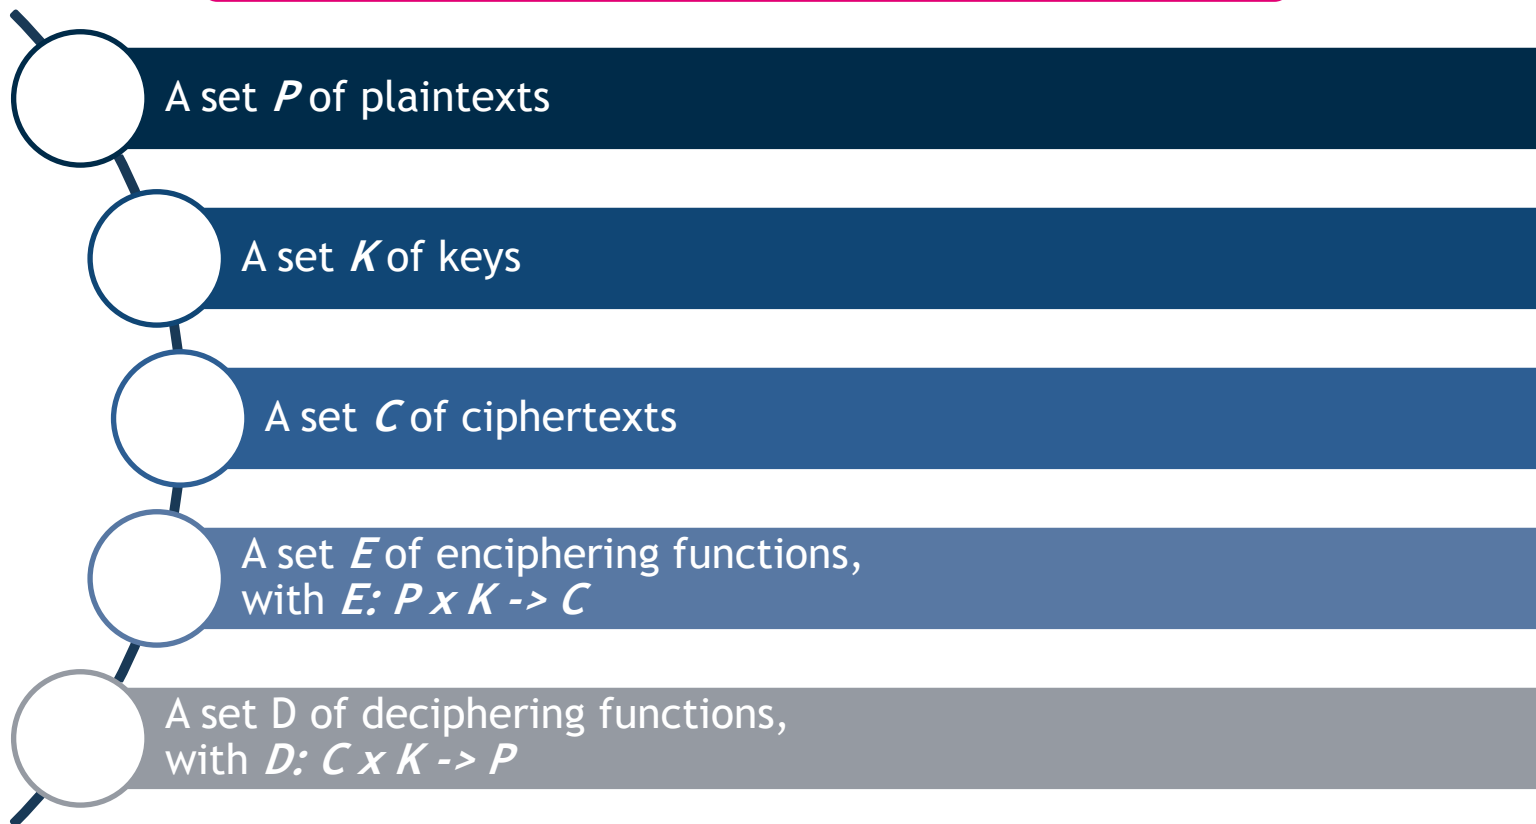 A set P of plaintexts
A set K of keys
A set C of ciphertexts
A set E of enciphering functions,
with E: P x K -> C
A set D of deciphering functions,
with D: C x K -> P